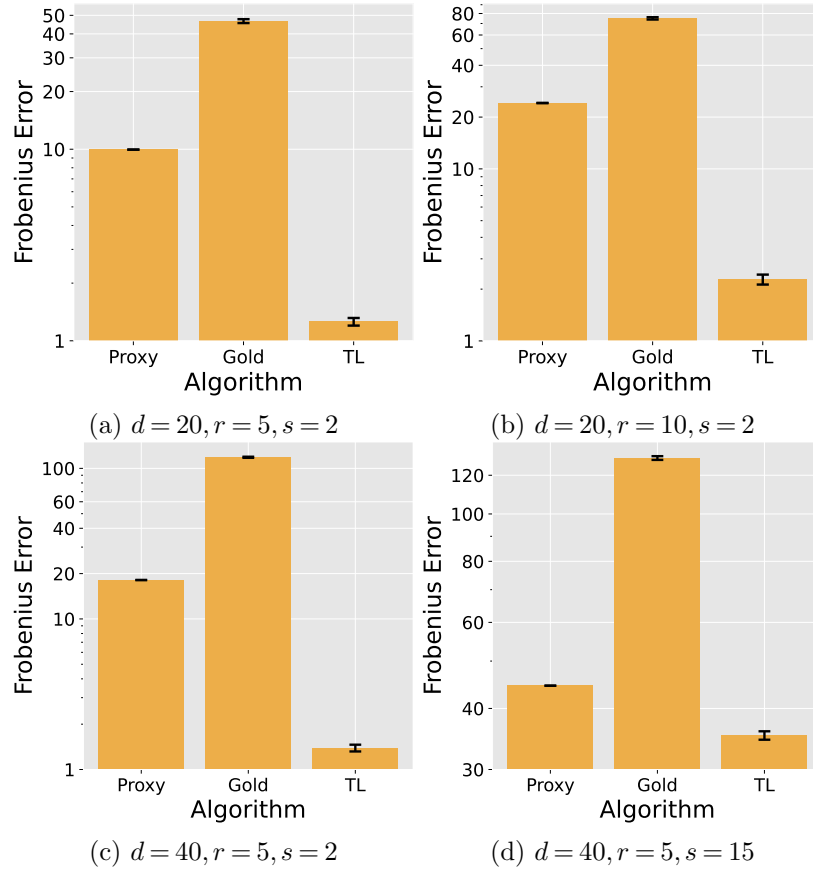 Frobenius Error
50
40
30
20
10
1
Proxy Gold TL
Algorithm
(a) d = 20, r = 5, s = 2
Frobenius Error
80
60
40
20
10
1
Proxy Gold TL
Algorithm
(b) d = 20, r = 10, s = 2
Frobenius Error
100
60
40
20
10
1
Proxy Gold TL
Algorithm
(c) d = 40, r = 5, s = 2
Frobenius Error
120
100
80
60
40
30
Proxy Gold TL
Algorithm
(d) d = 40, r = 5, s = 15